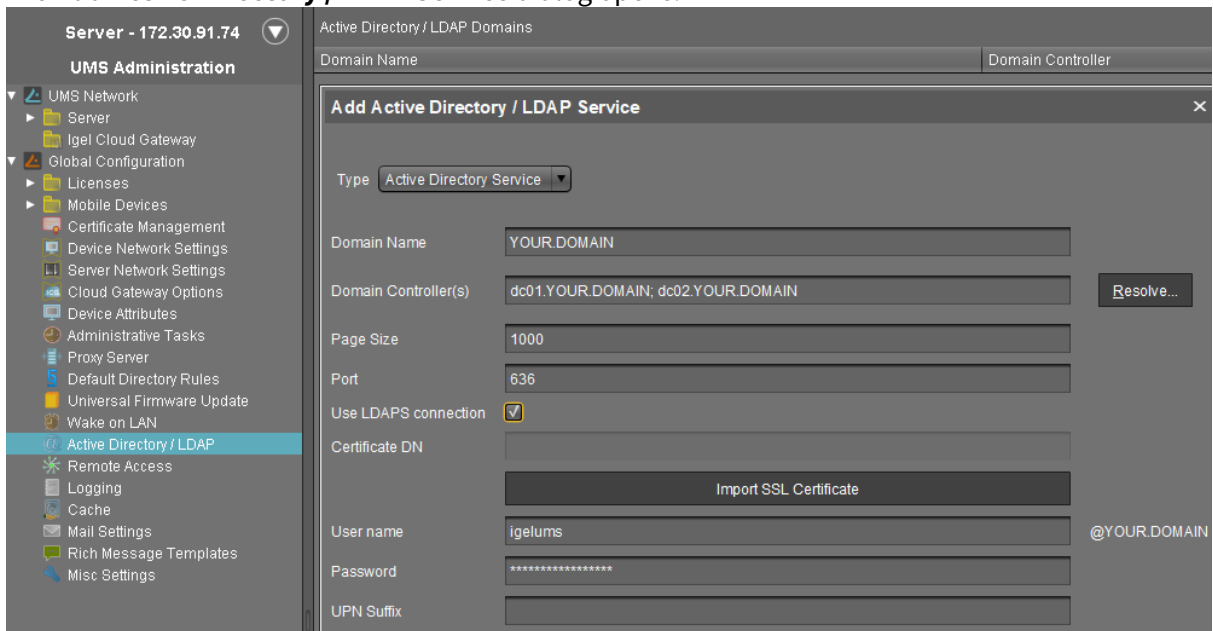 Server - 172.30.91.74
UMS Administration
UMS Network
Server
Igel Cloud Gateway
Global Configuration
Licenses
Mobile Devices
Certificate Management
Device Network Settings
Server Network Settings
Cloud Gateway Options
Device Attributes
Administrative Tasks
Proxy Server
Default Directory Rules
Universal Firmware Update
Wake on LAN
Active Directory / LDAP
Remote Access
Logging
Cache
Mail Settings
Rich Message Templates
Misc Settings
Active Directory / LDAP Domains
Domain Name Domain Controller
Add Active Directory / LDAP Service ×
Type Active Directory Service
Domain Name YOUR.DOMAIN
Domain Controller(s) dc01.YOUR.DOMAIN; dc02.YOUR.DOMAIN Resolve...
Page Size 1000
Port 636
Use LDAPS connection
Certificate DN
Import SSL Certificate
User name igelums @YOUR.DOMAIN
Password *****************
UPN Suffix